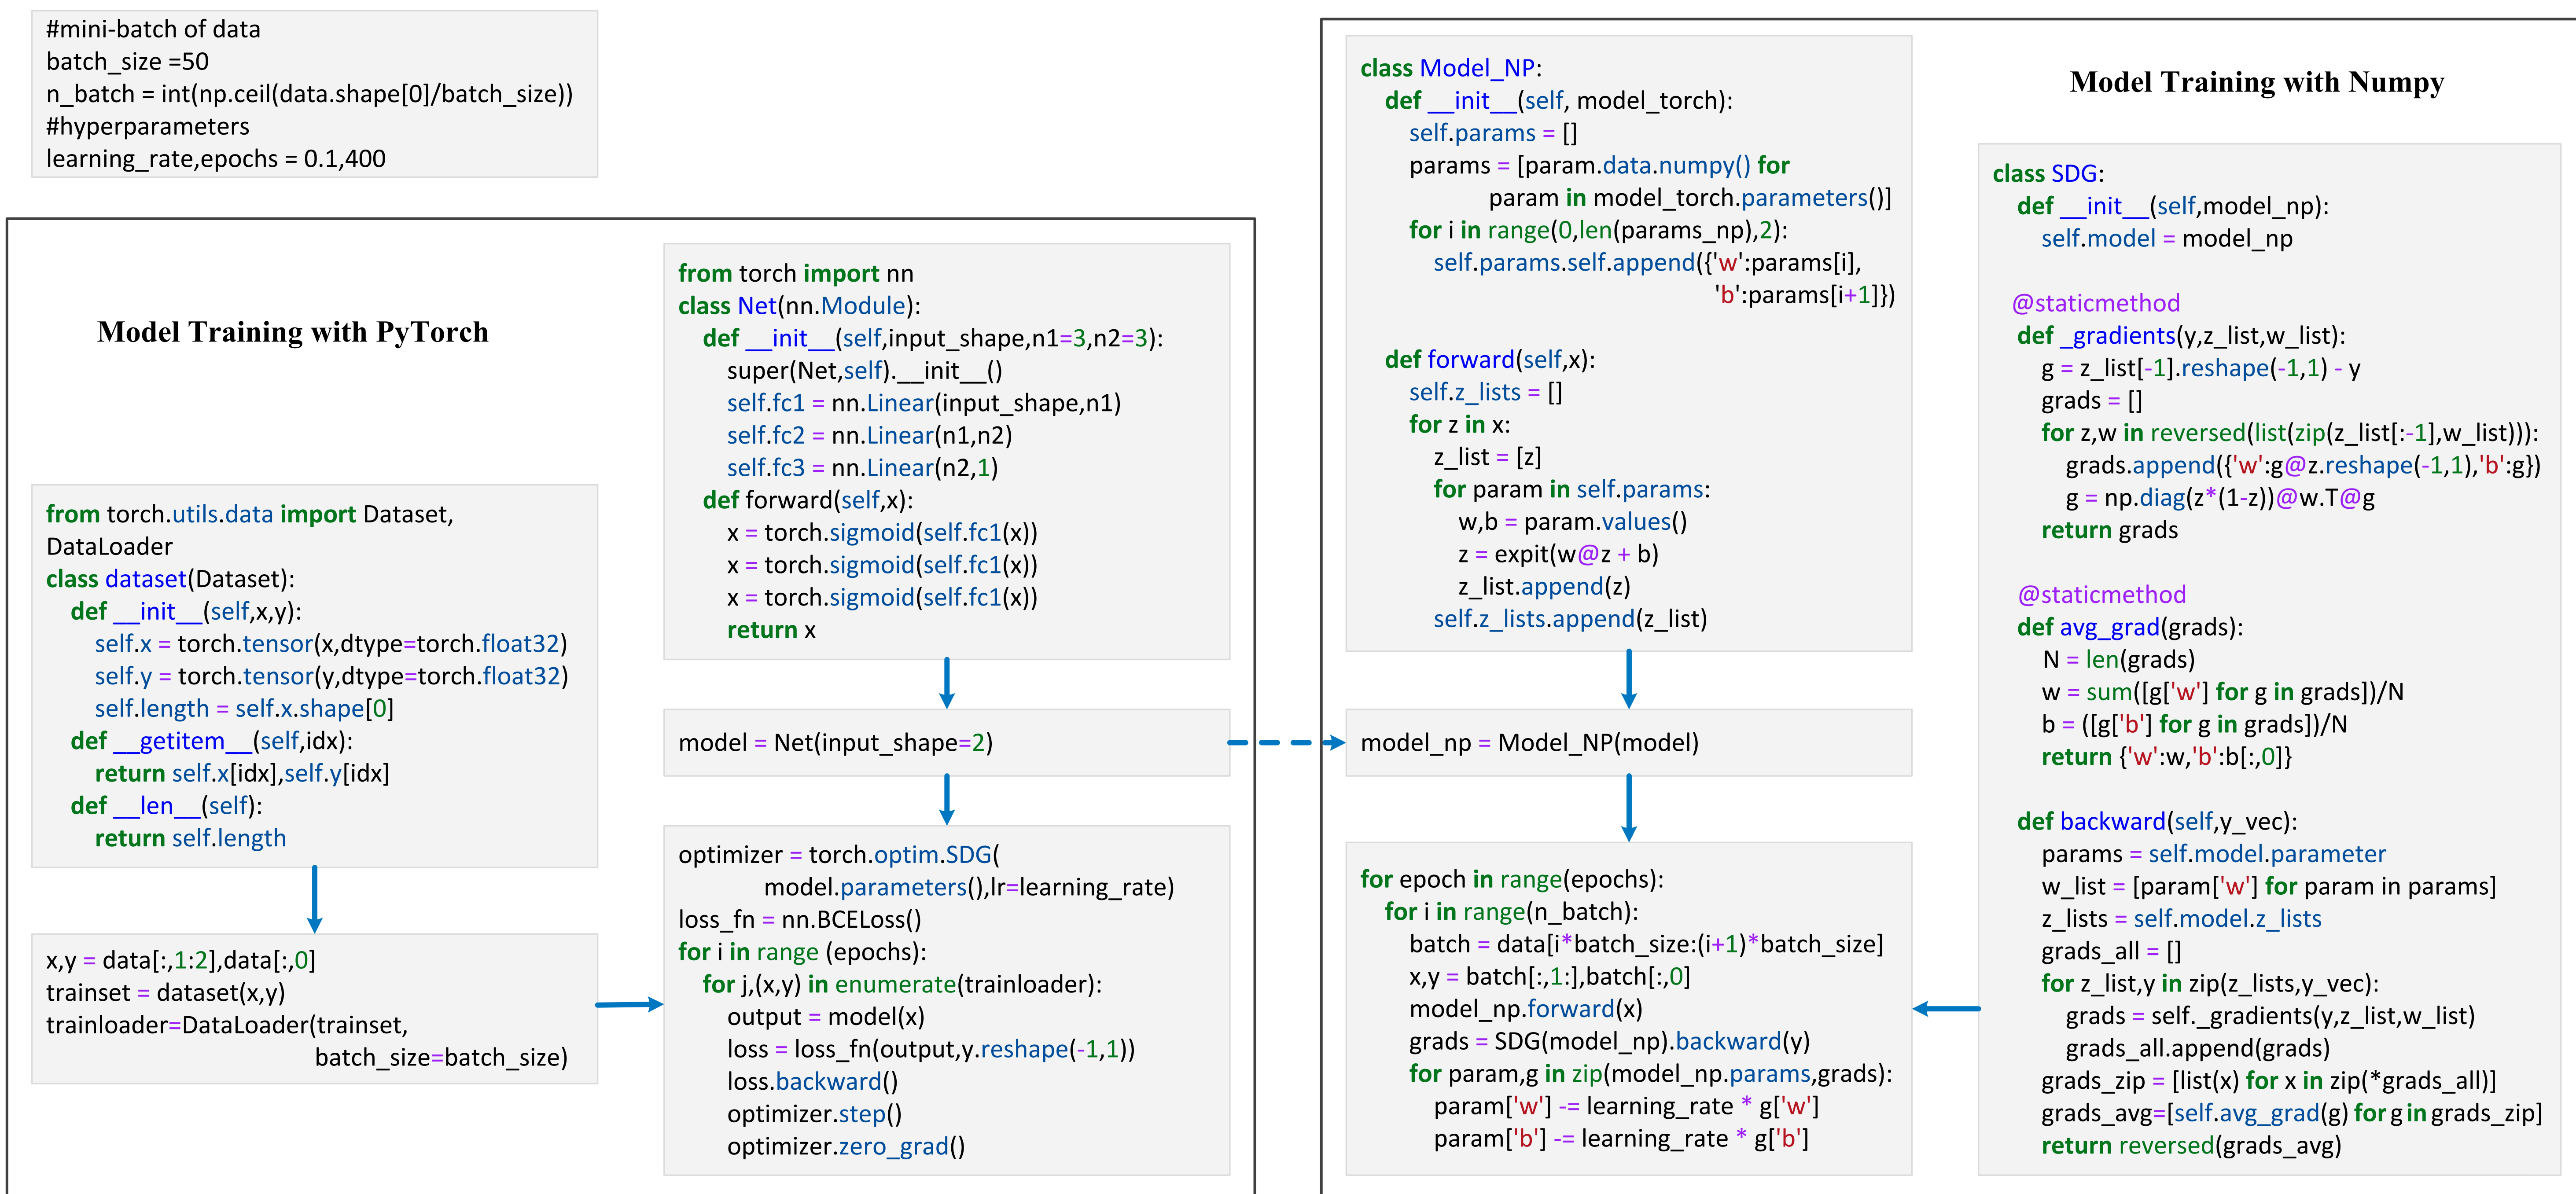 #mini-batch of data
batch_size =50
n_batch = int(np.ceil(data.shape[0]/batch_size))
#hyperparameters
learning_rate,epochs = 0.1,400
Model Training with PyTorch
from torch.utils.data import Dataset,
DataLoader
class dataset(Dataset):
def __init__(self,x,y):
self.x = torch.tensor(x,dtype=torch.float32)
self.y = torch.tensor(y,dtype=torch.float32)
self.length = self.x.shape[0]
def __getitem__(self,idx):
return self.x[idx],self.y[idx]
def __len__(self):
return self.length
x,y = data[:,1:2],data[:,0]
trainset = dataset(x,y)
trainloader=DataLoader(trainset,
batch_size=batch_size)
from torch import nn
class Net(nn.Module):
def __init__(self,input_shape,n1=3,n2=3):
super(Net,self).__init__()
self.fc1 = nn.Linear(input_shape,n1)
self.fc2 = nn.Linear(n1,n2)
self.fc3 = nn.Linear(n2,1)
def forward(self,x):
x = torch.sigmoid(self.fc1(x))
x = torch.sigmoid(self.fc1(x))
x = torch.sigmoid(self.fc1(x))
return x
model = Net(input_shape=2)
optimizer = torch.optim.SDG(
model.parameters(),lr=learning_rate)
loss_fn = nn.BCELoss()
for i in range (epochs):
for j,(x,y) in enumerate(trainloader):
output = model(x)
loss = loss_fn(output,y.reshape(-1,1))
loss.backward()
optimizer.step()
optimizer.zero_grad()
Model Training with Numpy
class Model_NP:
def __init__(self, model_torch):
self.params = []
params = [param.data.numpy() for
param in model_torch.parameters()]
for i in range(0,len(params_np),2):
self.params.self.append({'w':params[i],
'b':params[i+1]})
def forward(self,x):
self.z_lists = []
for z in x:
z_list = [z]
for param in self.params:
w,b = param.values()
z = expit(w@z + b)
z_list.append(z)
self.z_lists.append(z_list)
model_np = Model_NP(model)
for epoch in range(epochs):
for i in range(n_batch):
batch = data[i*batch_size:(i+1)*batch_size]
x,y = batch[:,1:],batch[:,0]
model_np.forward(x)
grads = SDG(model_np).backward(y)
for param,g in zip(model_np.params,grads):
param['w'] -= learning_rate * g['w']
param['b'] -= learning_rate * g['b']
class SDG:
def __init__(self,model_np):
self.model = model_np
@staticmethod
def _gradients(y,z_list,w_list):
g = z_list[-1].reshape(-1,1) - y
grads = []
for z,w in reversed(list(zip(z_list[:-1],w_list))):
grads.append({'w':g@z.reshape(-1,1),'b':g})
g = np.diag(z*(1-z))@w.T@g
return grads
@staticmethod
def avg_grad(grads):
N = len(grads)
w = sum([g['w'] for g in grads])/N
b = ([g['b'] for g in grads])/N
return {'w':w,'b':b[:,0]}
def backward(self,y_vec):
params = self.model.parameter
w_list = [param['w'] for param in params]
z_lists = self.model.z_lists
grads_all = []
for z_list,y in zip(z_lists,y_vec):
grads = self._gradients(y,z_list,w_list)
grads_all.append(grads)
grads_zip = [list(x) for x in zip(*grads_all)]
grads_avg=[self.avg_grad(g) for g in grads_zip]
return reversed(grads_avg)